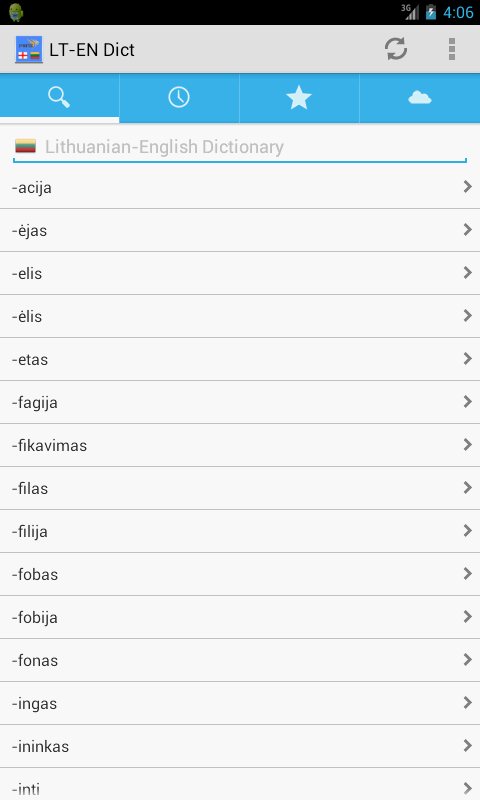 3G
4:06
LT-EN Dict
Lithuanian-English Dictionary
-acija
-ėjas
-elis
-ėlis
-etas
-fagija
-fikavimas
-filas
-filija
-fobas
-fobija
-fonas
-ingas
-ininkas
-inti